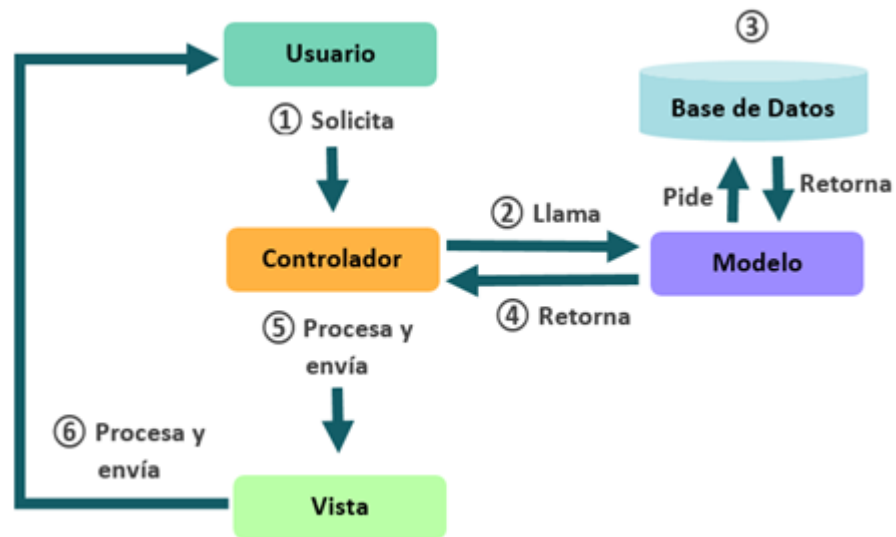 ③
Usuario
Base de Datos
① Solicita
Pide
Retorna
② Llama
Controlador
Modelo
④ Retorna
⑤ Procesa y
envía
⑥ Procesa y
envía
Vista